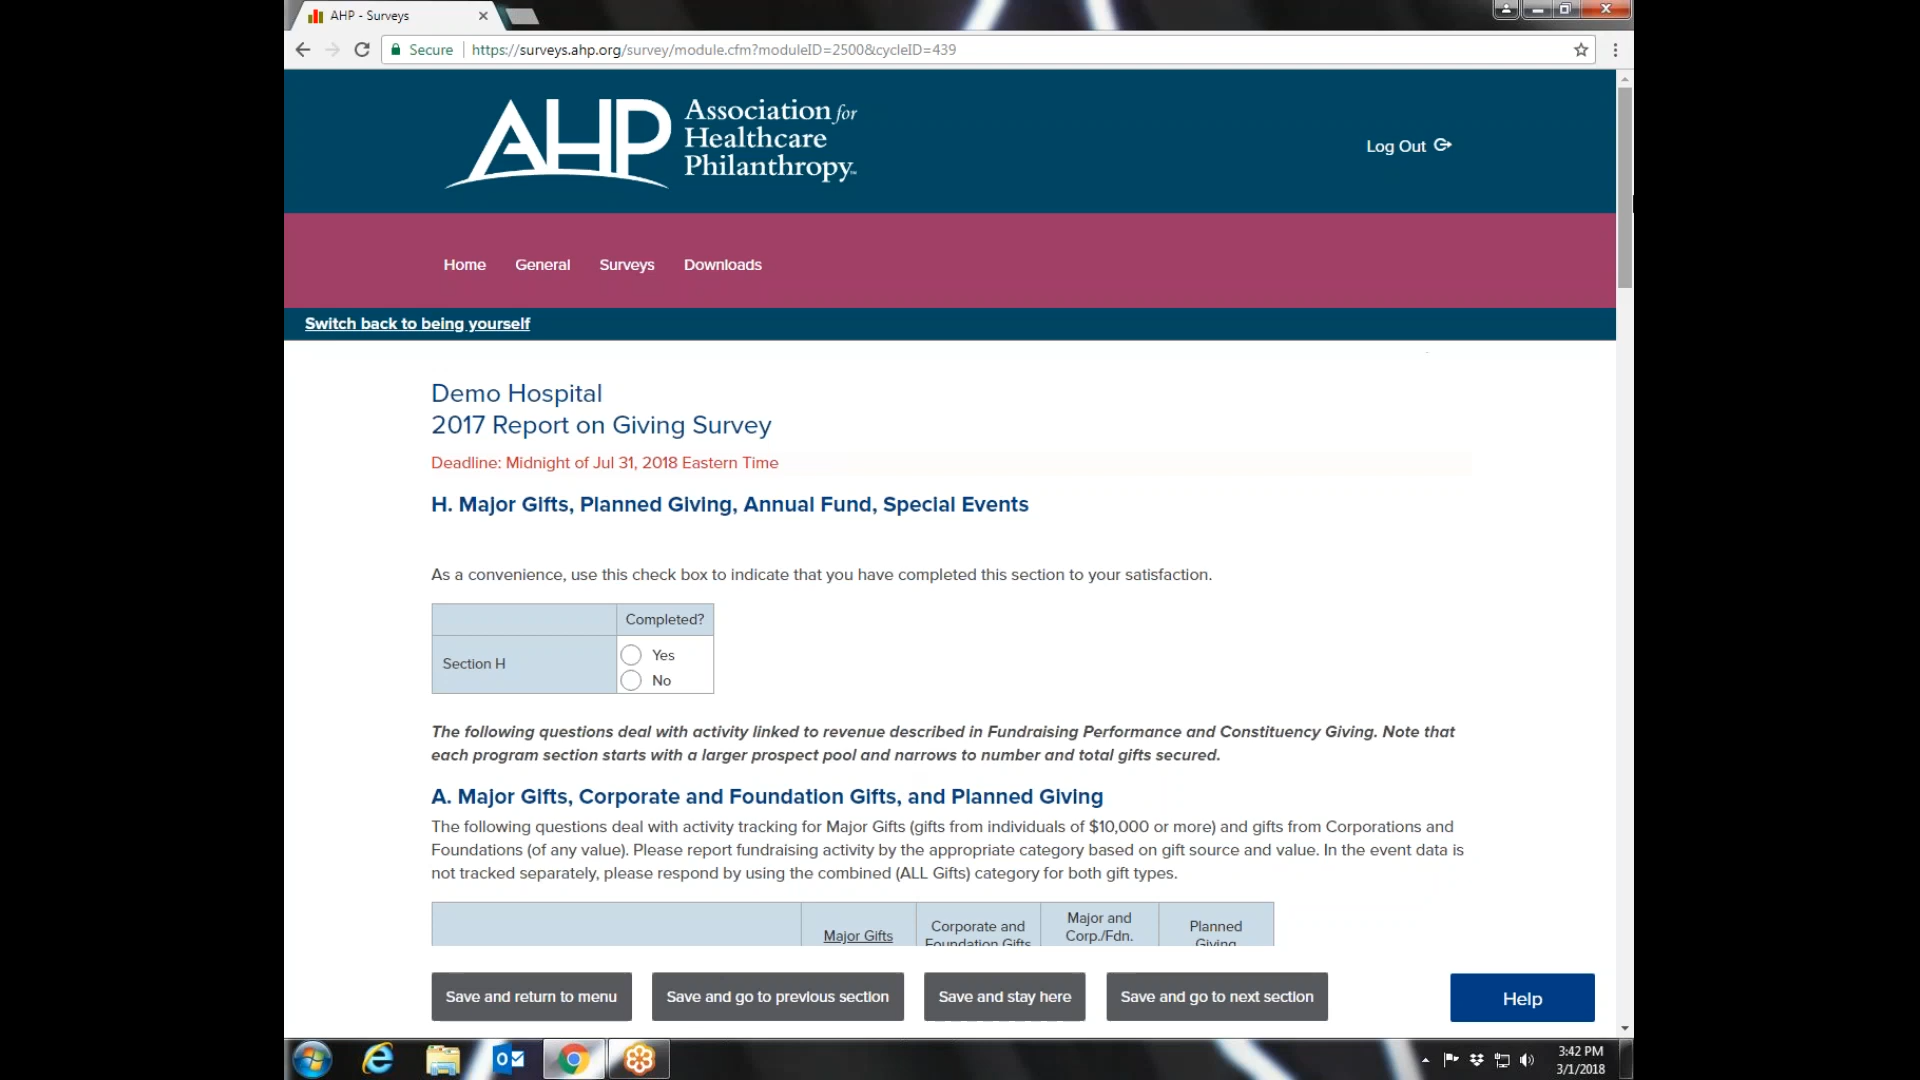 AHP - Surveys
Secure https://surveys.ahp.org/survey/module.cfm?moduleID=2500&cycleID=439
AHP Association for
Healthcare
Philanthropy™
Log Out
Home General Surveys Downloads
Switch back to being yourself
Demo Hospital
2017 Report on Giving Survey
Deadline: Midnight of Jul 31, 2018 Eastern Time
H. Major Gifts, Planned Giving, Annual Fund, Special Events
As a convenience, use this check box to indicate that you have completed this section to your satisfaction.
Completed?
Section H
Yes
No
The following questions deal with activity linked to revenue described in Fundraising Performance and Constituency Giving. Note that
each program section starts with a larger prospect pool and narrows to number and total gifts secured.
A. Major Gifts, Corporate and Foundation Gifts, and Planned Giving
The following questions deal with activity tracking for Major Gifts (gifts from individuals of $10,000 or more) and gifts from Corporations and
Foundations (of any value). Please report fundraising activity by the appropriate category based on gift source and value. In the event data is
not tracked separately, please respond by using the combined (ALL Gifts) category for both gift types.
Major Gifts
Corporate and
Foundation Gifts
Major and
Corp./Fdn.
Planned
Giving
Save and return to menu
Save and go to previous section
Save and stay here
Save and go to next section
Help
3:42 PM
3/1/2018